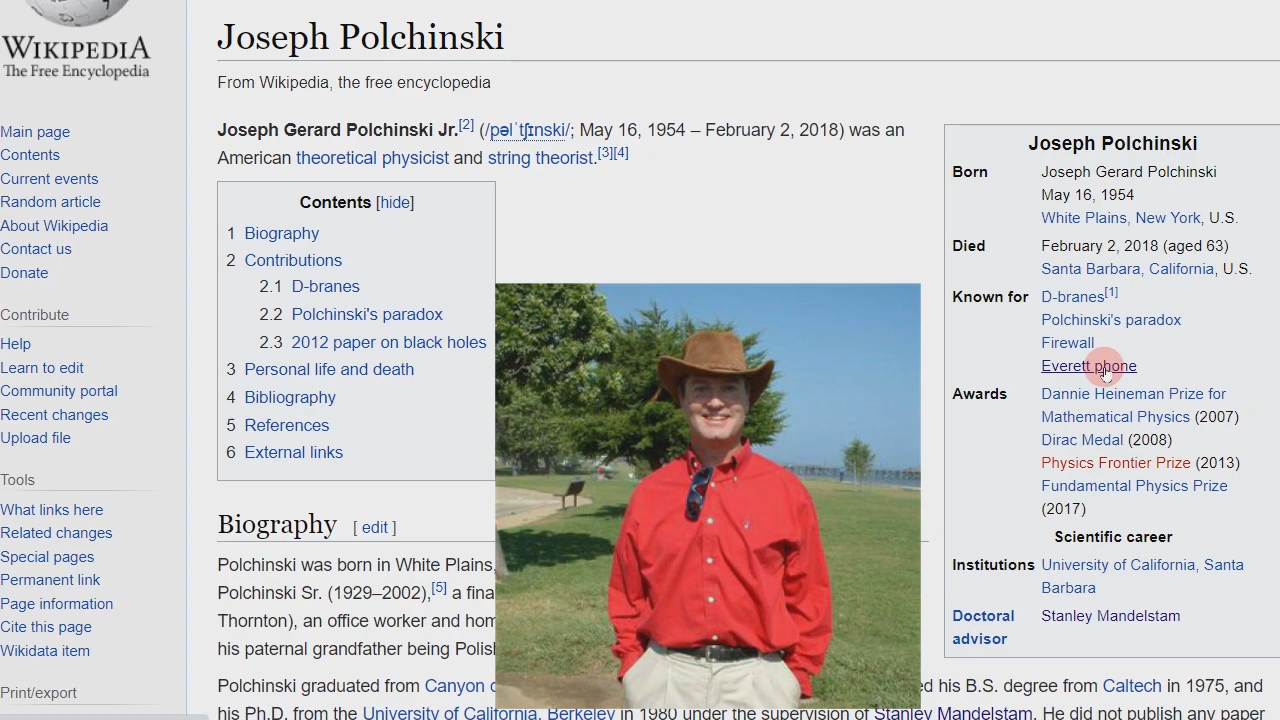 WIKIPEDIA
The Free Encyclopedia
Main page
Contents
Current events
Random article
About Wikipedia
Contact us
Donate
Contribute
Help
Learn to edit
Community portal
Recent changes
Upload file
Tools
What links here
Related changes
Special pages
Permanent link
Page information
Cite this page
Wikidata item
Print/export
Joseph Polchinski
From Wikipedia, the free encyclopedia
Joseph Gerard Polchinski Jr.[2] (/pəlˈtʃɪnski/; May 16, 1954 – February 2, 2018) was an
American theoretical physicist and string theorist.[3][4]
Contents [hide]
1 Biography
2 Contributions
2.1 D-branes
2.2 Polchinski's paradox
2.3 2012 paper on black holes
3 Personal life and death
4 Bibliography
5 References
6 External links
Biography [ edit ]
Polchinski was born in White Plains,
Polchinski Sr. (1929–2002),[5] a fina
Thornton), an office worker and hom
his paternal grandfather being Polis
Polchinski graduated from Canyon d his B.S. degree from Caltech in 1975, and
his Ph.D. from the University of California, Berkeley in 1980 under the supervision of Stanley Mandelstam. He did not publish any paper
Joseph Polchinski
Born Joseph Gerard Polchinski
May 16, 1954
White Plains, New York, U.S.
Died February 2, 2018 (aged 63)
Santa Barbara, California, U.S.
Known for D-branes[1]
Polchinski's paradox
Firewall
Everett phone
Awards Dannie Heineman Prize for
Mathematical Physics (2007)
Dirac Medal (2008)
Physics Frontier Prize (2013)
Fundamental Physics Prize
(2017)
Scientific career
Institutions University of California, Santa
Barbara
Doctoral Stanley Mandelstam
advisor